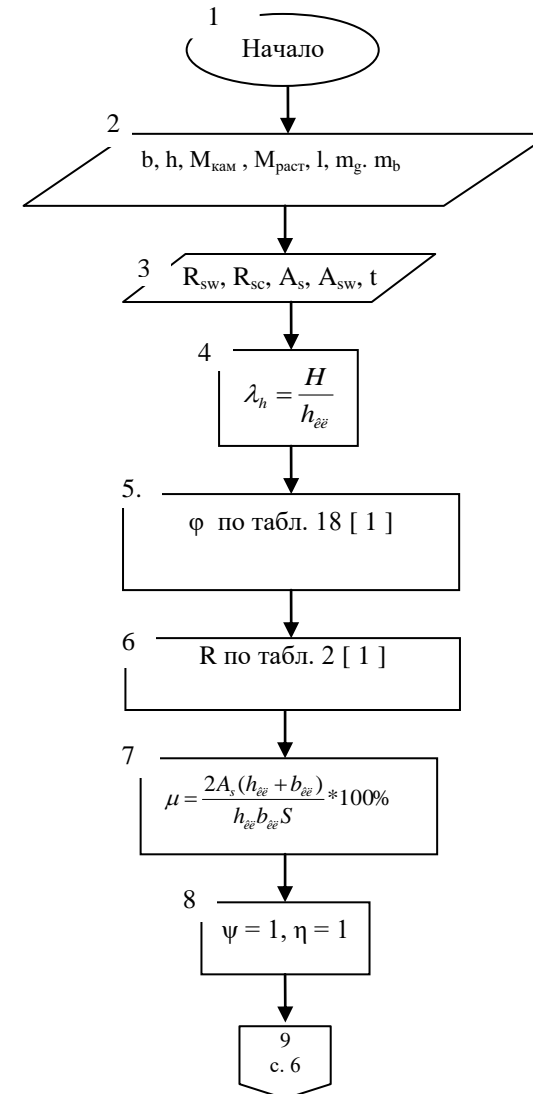 1
Начало
2
b, h, Mкам , Mраст, l, mg. mb
3
Rsw, Rsc, As, Asw, t
4
λh = H / hêë
5.
φ по табл. 18 [ 1 ]
6
R по табл. 2 [ 1 ]
7
μ = 2As(hêë + bêë) / hêëbêëS *100%
8
ψ = 1, η = 1
9
с. 6